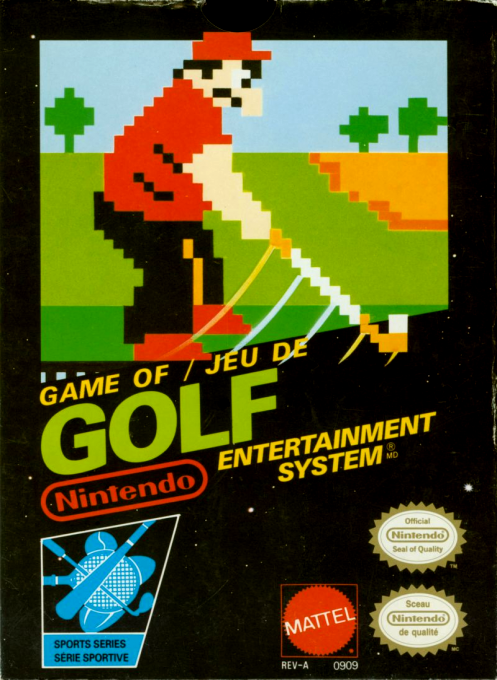 GAME OF / JEU DE
GOLF
Nintendo
ENTERTAINMENT
SYSTEM®
MD
SPORTS SERIES
SÉRIE SPORTIVE
MATTEL
REV-A 0909
Official
Nintendo
Seal of Quality
TM
Sceau
Nintendo
de qualité